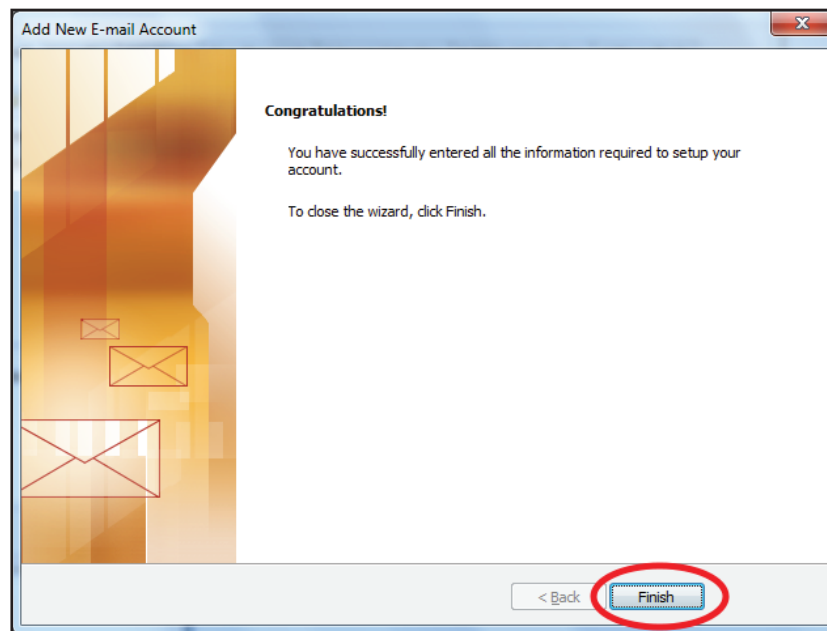 Add New E-mail Account
Congratulations!
You have successfully entered all the information required to setup your
account.
To close the wizard, click Finish.
< Back
Finish